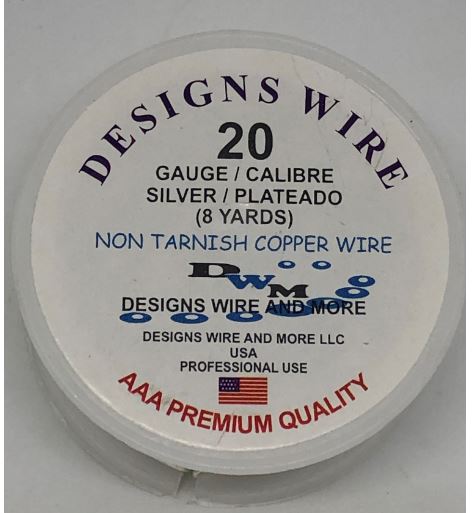 DESIGNS WIRE
20
GAUGE / CALIBRE
SILVER / PLATEADO
(8 YARDS)
NON TARNISH COPPER WIRE
DWM
DESIGNS WIRE AND MORE
DESIGNS WIRE AND MORE LLC
USA
PROFESSIONAL USE
AAA PREMIUM QUALITY